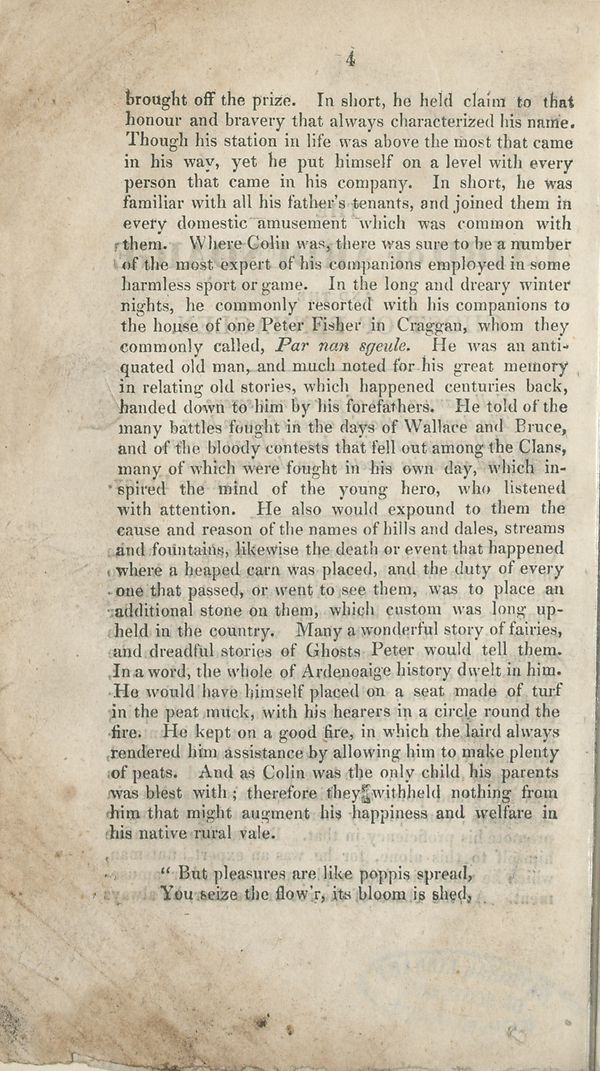 4
brought off the prize. In short, he held claim to that
honour and bravery that always characterized his name.
Though his station in life was above the most that came
in his way, yet he put himself on a level with every
person that came in his company. In short, he was
familiar with all his father's tenants, and joined them in
every domestic amusement which was common with
them. Where Colin was, there was sure to be a number
of the most expert of his companions employed in some
harmless sport or game. In the long and dreary winter
nights, he commonly resorted with his companions to
the house of one Peter Fisher in Craggan, whom they
commonly called, Par nan sgeule. He was an anti-
quated old man, and much noted for his great memory
in relating old stories, which happened centuries back,
handed down to him by his forefathers. He told of the
many battles fought in the days of Wallace and Bruce,
and of the bloody contests that fell out among the Clans,
many of which were fought in his own day, which in-
spired the mind of the young hero, who listened
with attention. He also would expound to them the
cause and reason of the names of hills and dales, streams
and fountains, likewise the death or event that happened
where a heaped carn was placed, and the duty of every
one that passed, or went to see them, was to place an
additional stone on them, which custom was long up-
held in the country. Many a wonderful story of fairies,
and dreadful stories of Ghosts Peter would tell them.
In a word, the whole of Ardenoaige history dwelt in him.
He would have himself placed on a seat made of turf
in the peat muck, with his hearers in a circle round the
fire. He kept on a good fire, in which the laird always
rendered him assistance by allowing him to make plenty
of peats. And as Colin was the only child his parents
was blest with; therefore they withheld nothing from
him that might augment his happiness and welfare in
his native rural vale.
" But pleasures are like poppis spread,
You seize the flow'r, its bloom is shed,